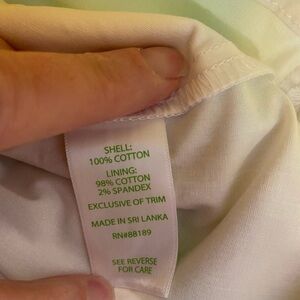 SHELL:
100% COTTON
LINING:
98% COTTON
2% SPANDEX
EXCLUSIVE OF TRIM
MADE IN SRI LANKA
RN#88189
SEE REVERSE
FOR CARE